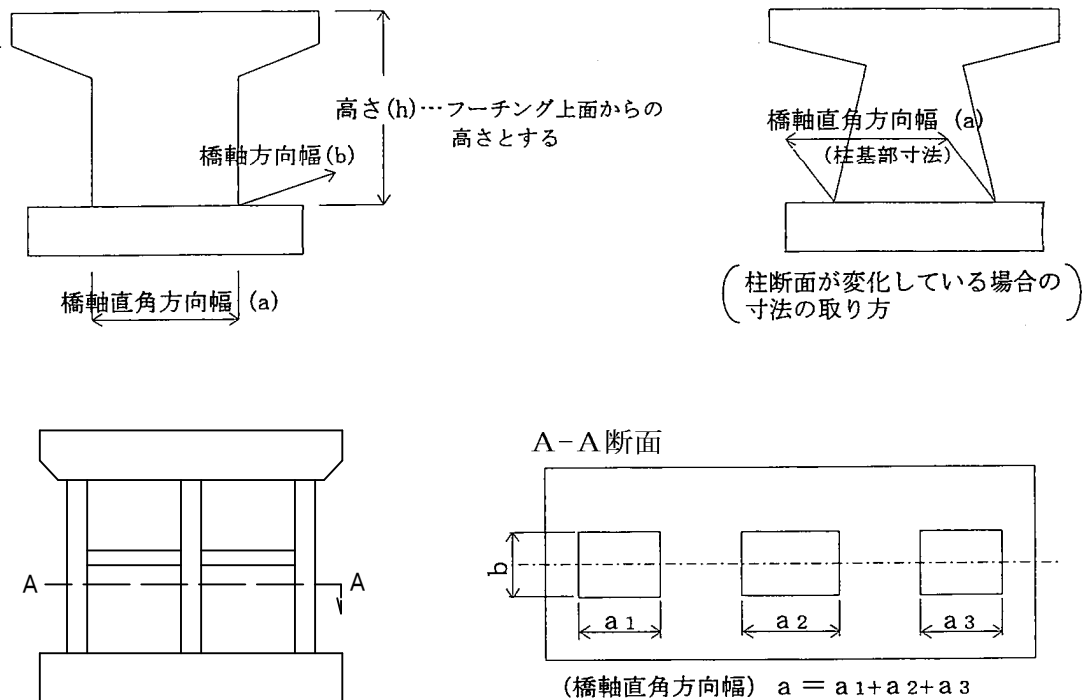 高さ(h)…フーチング上面からの
高さとする
橋軸方向幅(b)
橋軸直角方向幅 (a)
橋軸直角方向幅 (a)
(柱基部寸法)
(柱断面が変化している場合の
寸法の取り方)
A
A
A-A断面
b
a1
a2
a3
(橋軸直角方向幅) a = a1+a2+a3